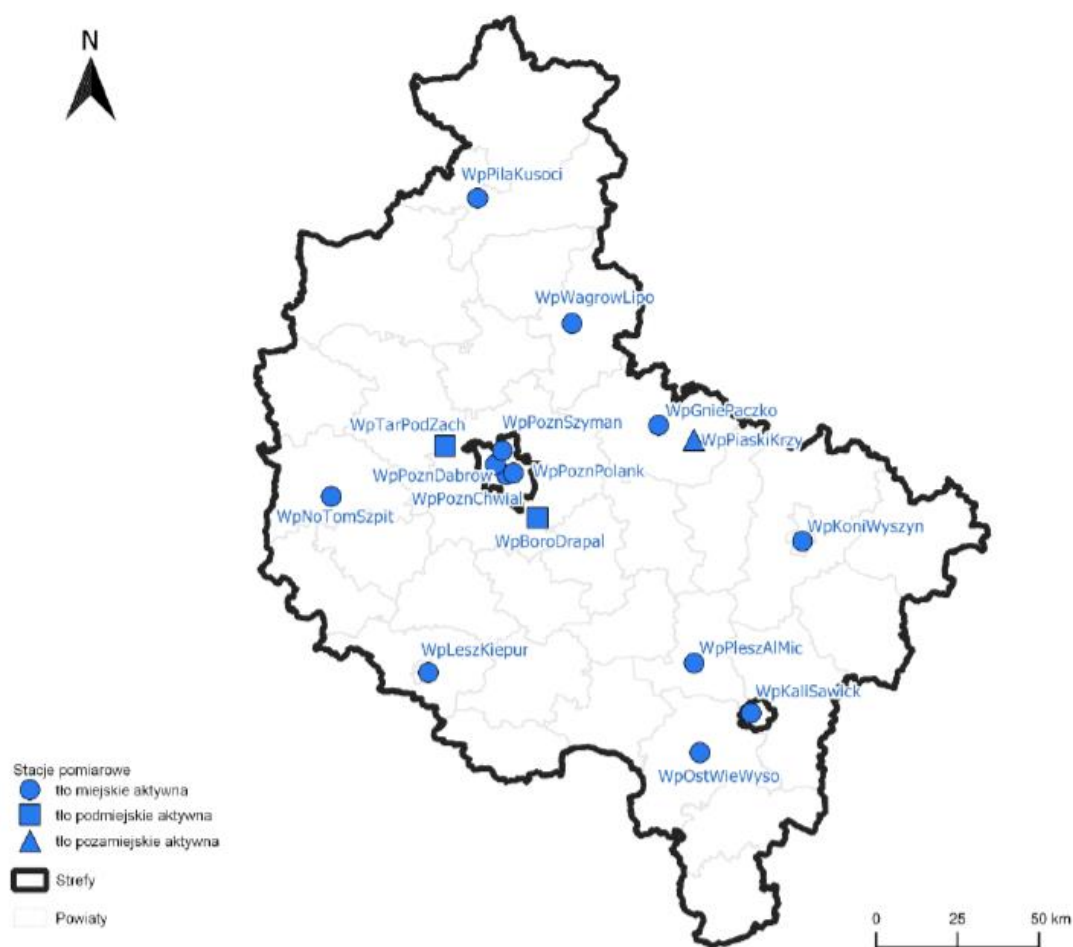 N
WpPilaKusoci
WpWagrowLipo
WpGniePaczko
WpPoznSzyman
WpTarPodZach
WpPiaskiKrzy
WpPoznDabrow
WpPoznPolank
WpPoznChwial
WpNoTomSzpit
WpBoroDrapal
WpKoniWyszyn
WpLeszKiepur
WpPleszAlMic
WpKaliSawick
WpOstWieWyso
Stacje pomiarowe
tło miejskie aktywna
tło podmiejskie aktywna
tło pozamiejskie aktywna
Strefy
Powiaty
0 25 50 km